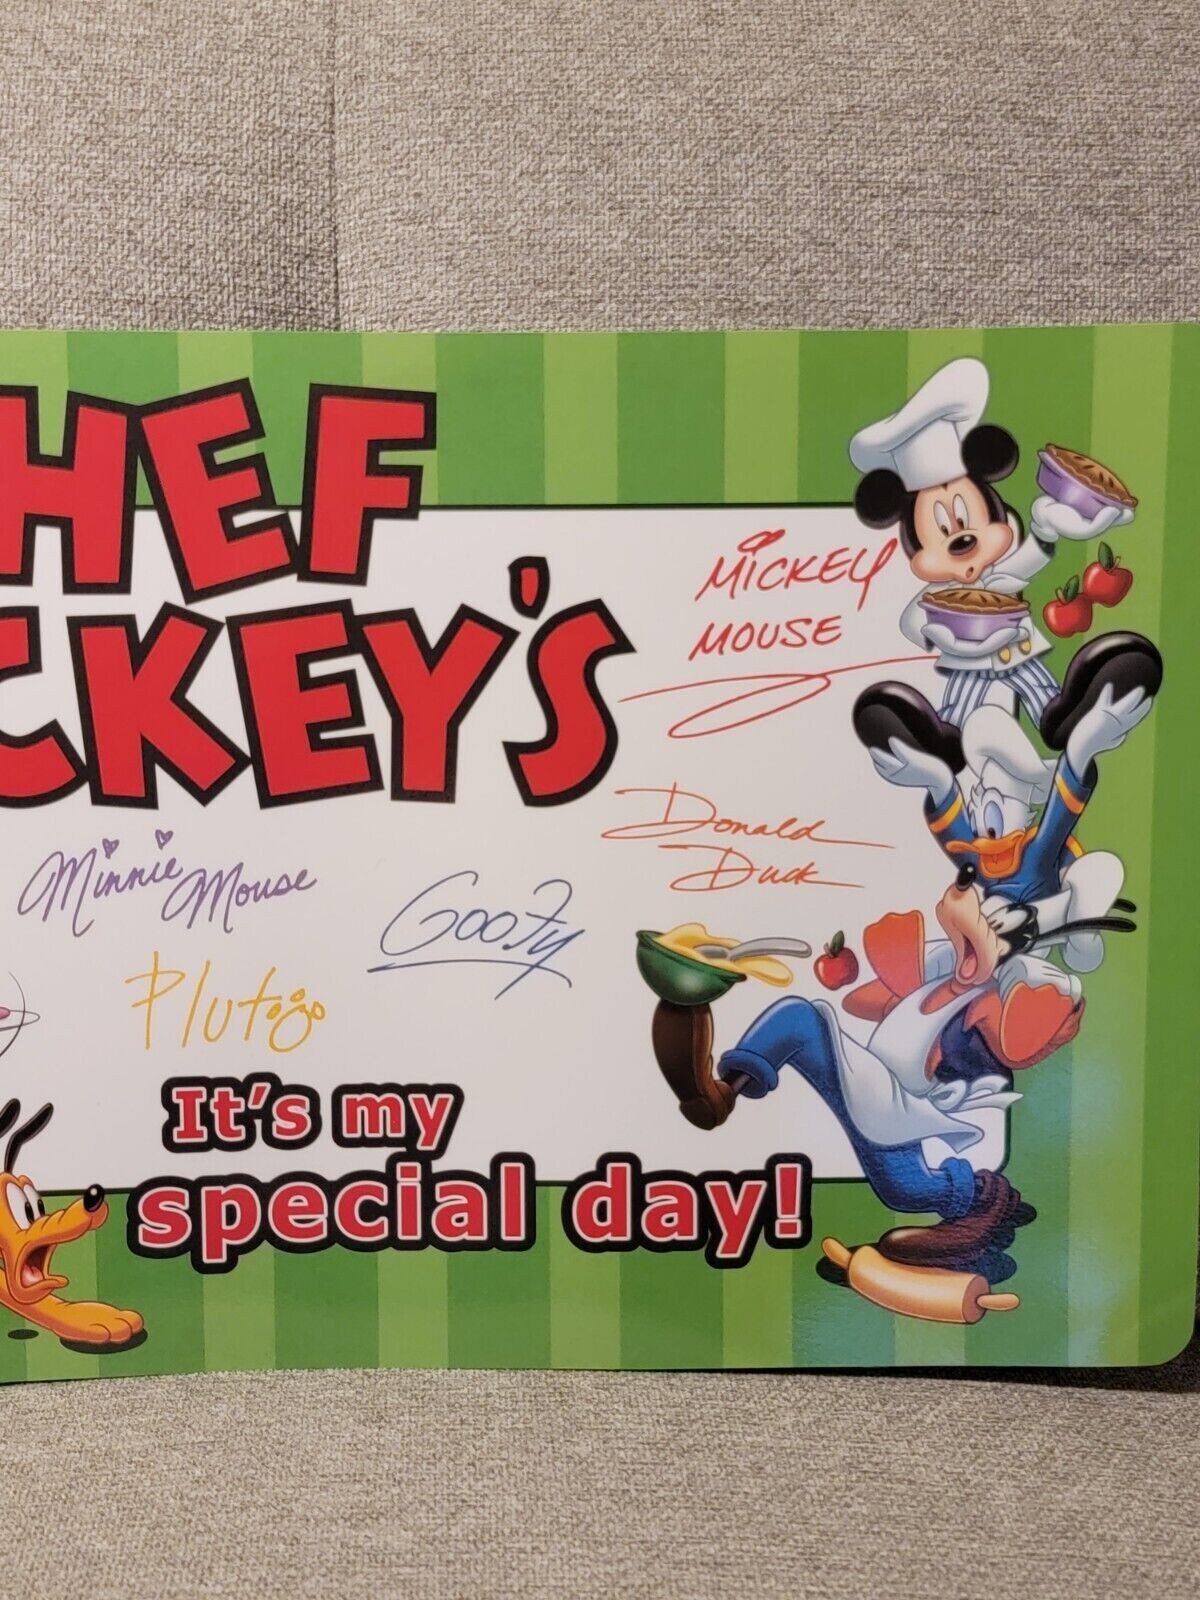 HEF
CKEY'S
MiCKEY
MOUSE
Donald
Duck
Minnie Mouse
Goofy
Pluto
It's my
special day!